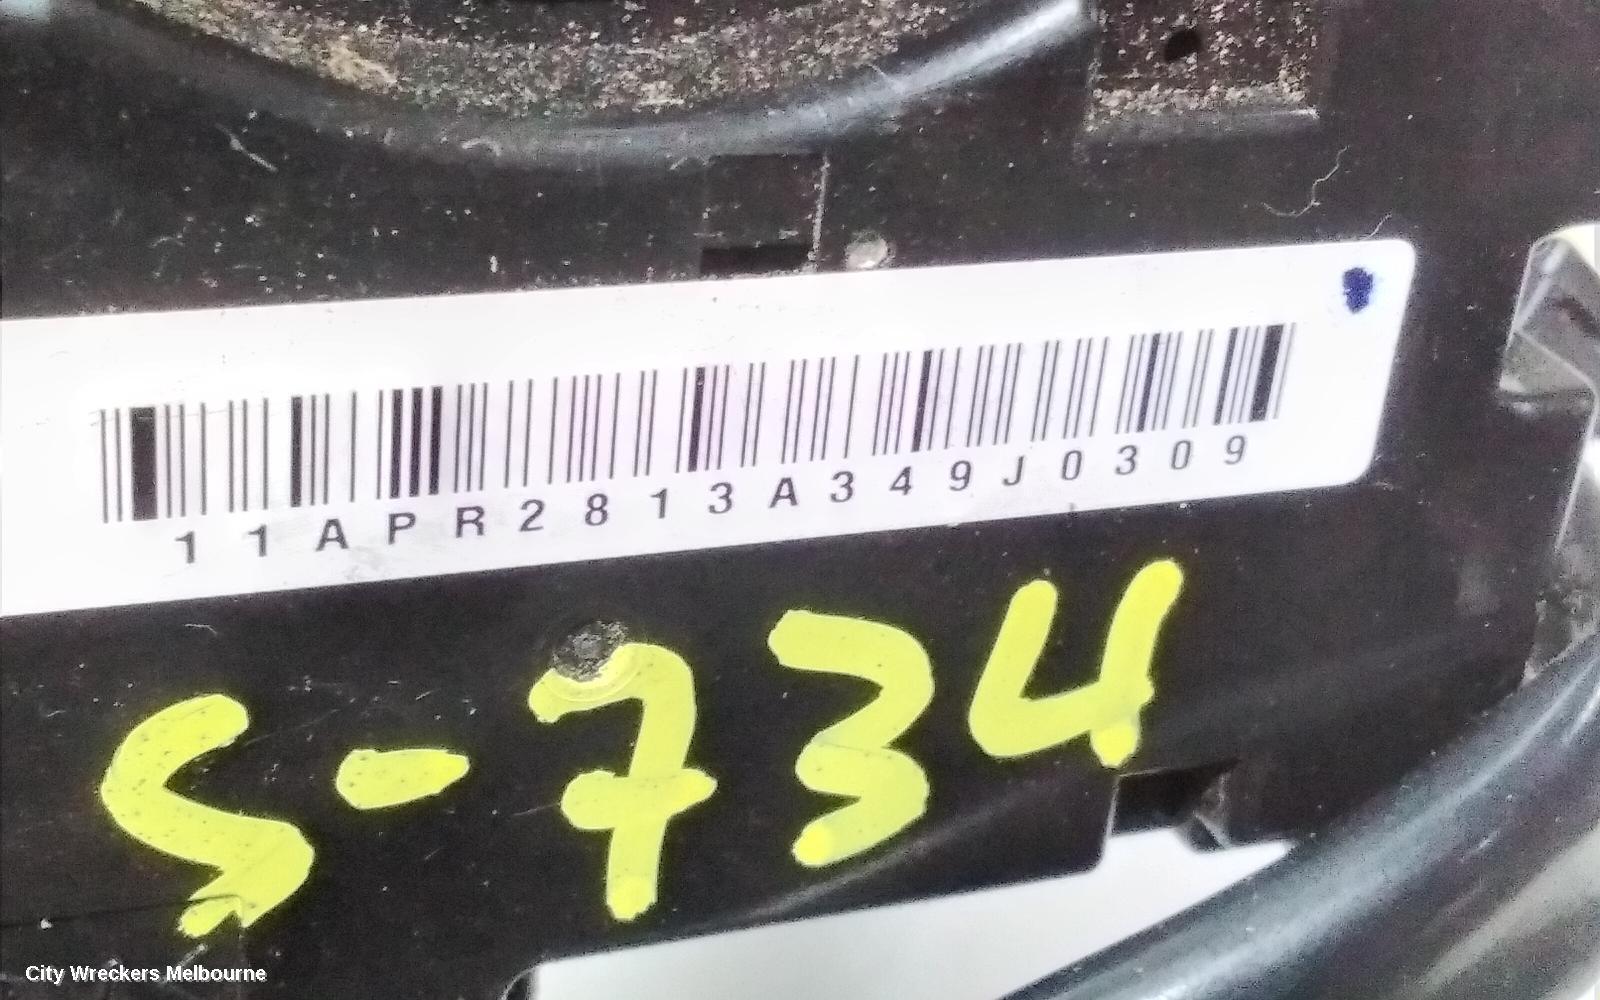 11APR2813A349J0309
S-734
City Wreckers Melbourne